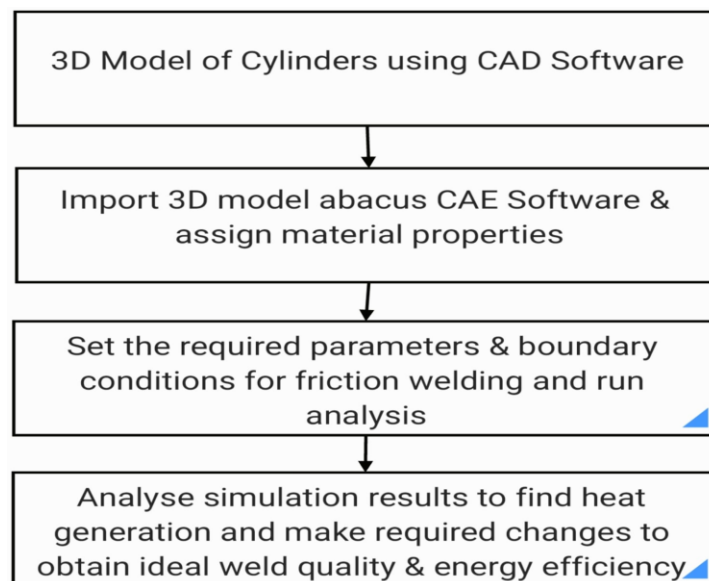 3D Model of Cylinders using CAD Software
Import 3D model abacus CAE Software &
assign material properties
Set the required parameters & boundary
conditions for friction welding and run
analysis
Analyse simulation results to find heat
generation and make required changes to
obtain ideal weld quality & energy efficiency